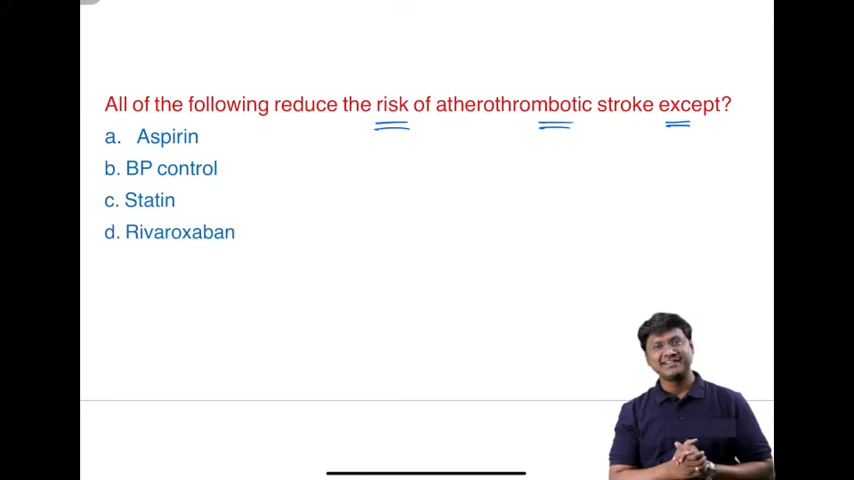 All of the following reduce the risk of atherothrombotic stroke except?
a. Aspirin
b. BP control
c. Statin
d. Rivaroxaban